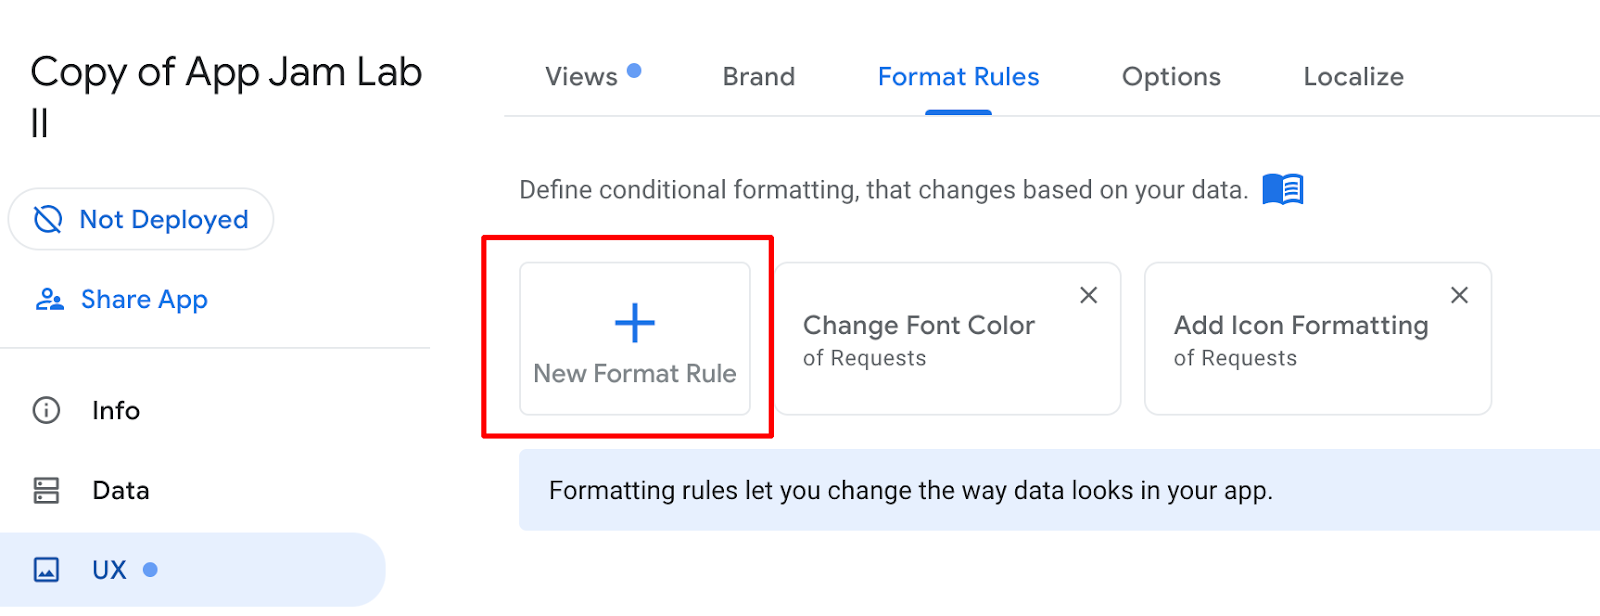 Copy of App Jam Lab
II
Not Deployed
Share App
Info
Data
UX
Views
Brand
Format Rules
Options
Localize
Define conditional formatting, that changes based on your data.
New Format Rule
Change Font Color
of Requests
Add Icon Formatting
of Requests
Formatting rules let you change the way data looks in your app.